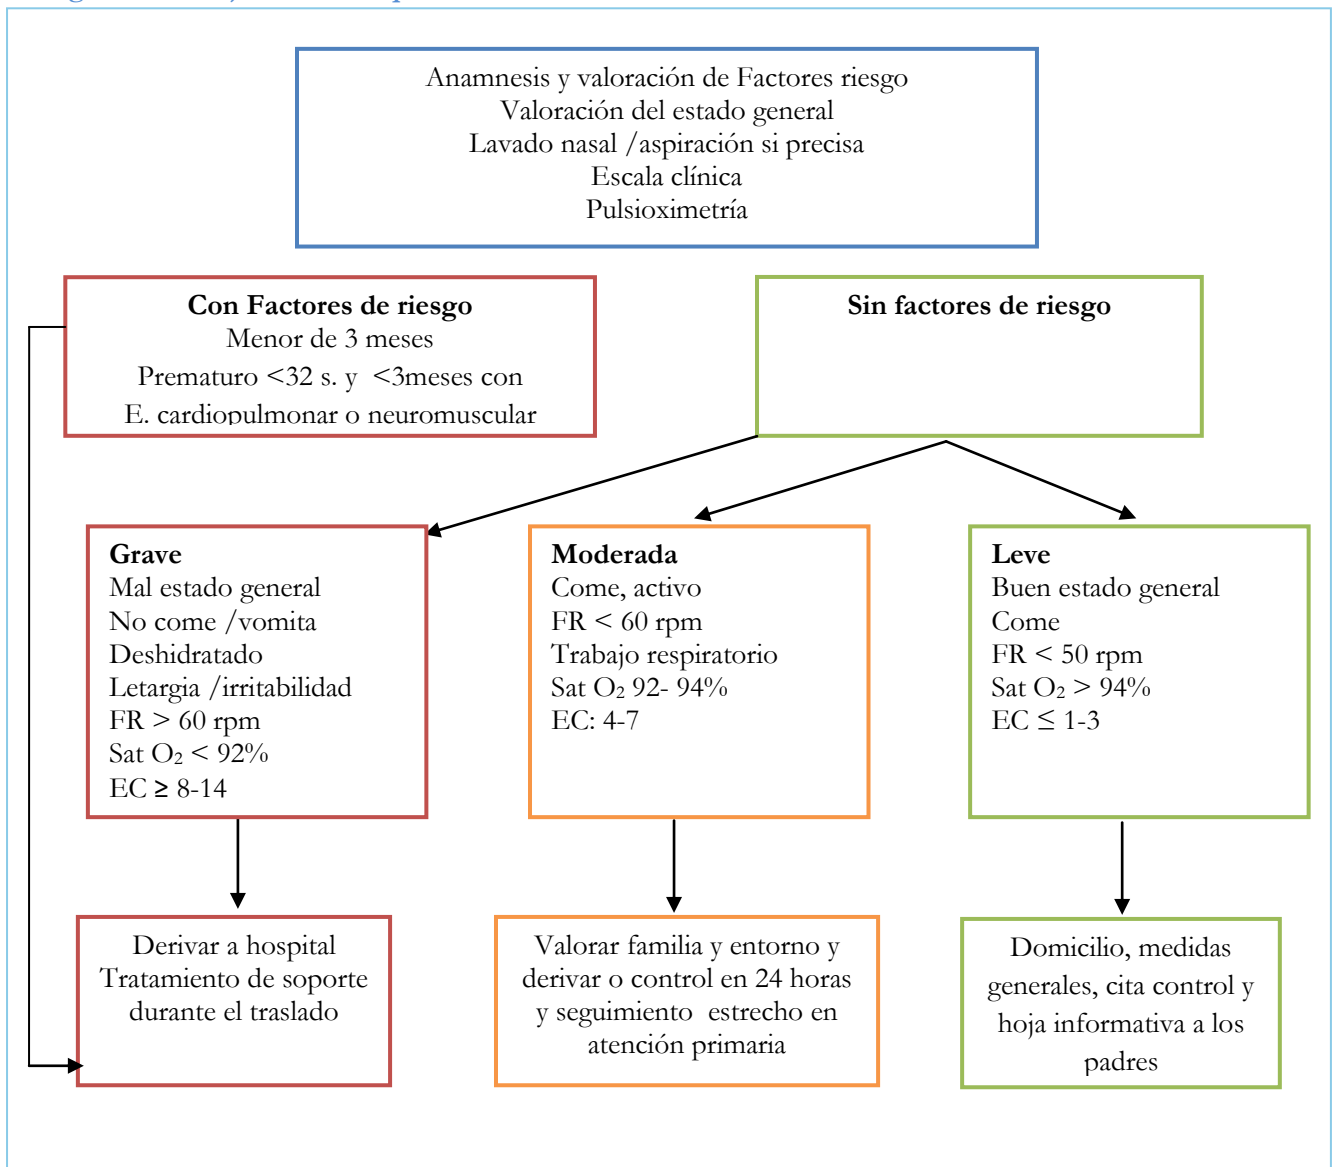 Anamnesis y valoración de Factores riesgo
Valoración del estado general
Lavado nasal /aspiración si precisa
Escala clínica
Pulsioximetría
Con Factores de riesgo
Menor de 3 meses
Prematuro <32 s. y <3meses con
E. cardiopulmonar o neuromuscular
Sin factores de riesgo
Grave
Mal estado general
No come /vomita
Deshidratado
Letargia /irritabilidad
FR > 60 rpm
Sat O₂ < 92%
EC ≥ 8-14
Moderada
Come, activo
FR < 60 rpm
Trabajo respiratorio
Sat O₂ 92- 94%
EC: 4-7
Leve
Buen estado general
Come
FR < 50 rpm
Sat O₂ > 94%
EC ≤ 1-3
Derivar a hospital
Tratamiento de soporte
durante el traslado
Valorar familia y entorno y
derivar o control en 24 horas
y seguimiento estrecho en
atención primaria
Domicilio, medidas
generales, cita control y
hoja informativa a los
padres